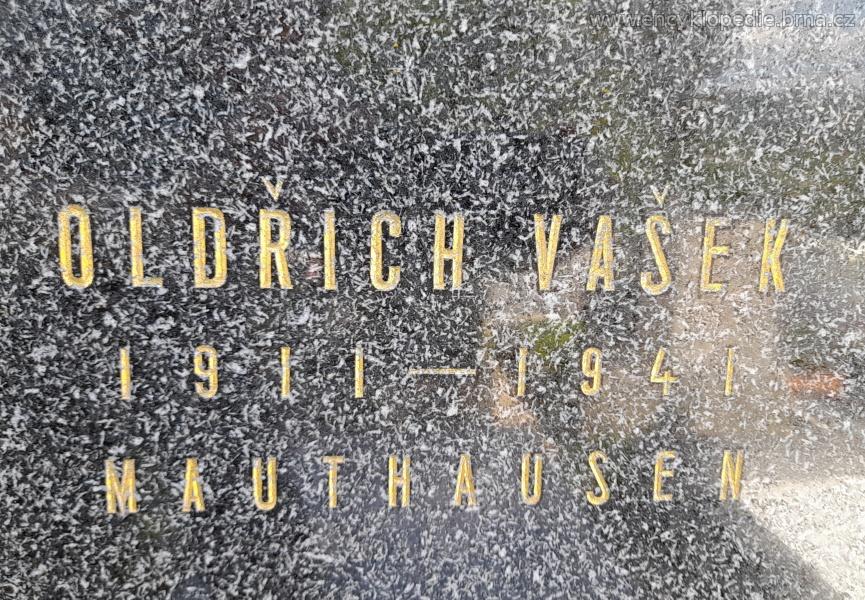 www.encyklopedie.brna.cz
OLDŘICH VAŠEK
1911—1941
MAUTHAUSEN